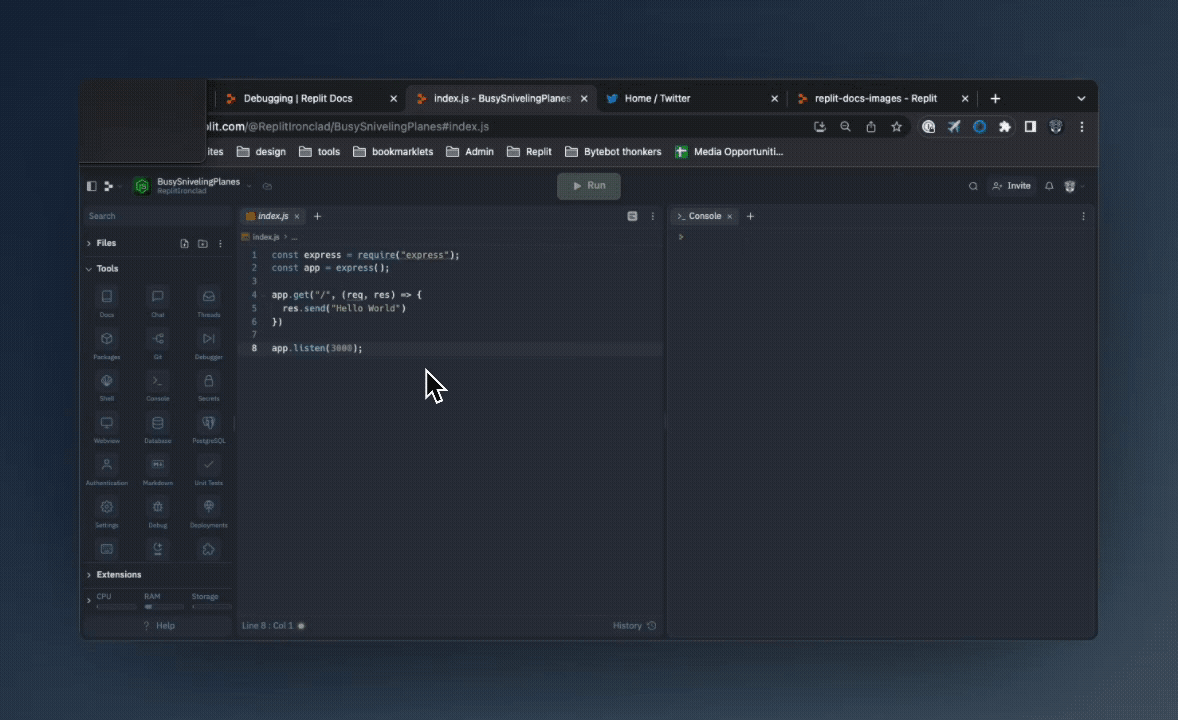 Debugging | Replit Docs
index.js - BusySnivelingPlanes
Home / Twitter
replit-docs-images - Replit
lit.com/@ReplitIronclad/BusySnivelingPlanes#index.js
ites design tools bookmarklets Admin Replit Bytebot thonkers Media Opportuniti...
BusySnivelingPlanes
ReplitIronclad
Run
Invite
Search
Files
Tools
Docs Chat Threads
Packages Git Debugger
Shell Console Secrets
Webview Database PostgreSQL
Authentication Markdown Unit Tests
Settings Debug Deployments
Extensions
CPU RAM Storage
? Help
index.js
index.js > ...
1 const express = require("express");
2 const app = express();
3
4 app.get("/", (req, res) => {
5 res.send("Hello World")
6 })
7
8 app.listen(3000);
Line 8 : Col 1
History
>_ Console
>